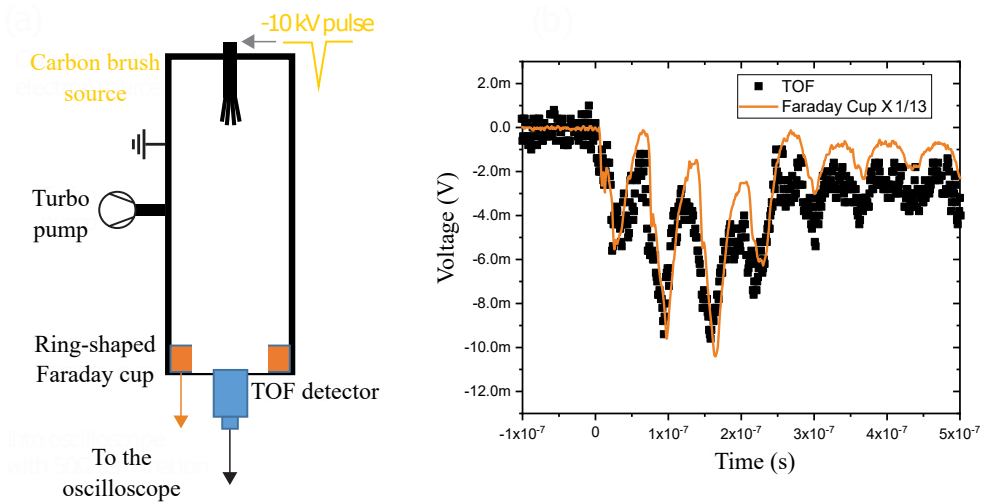 (a)
-10 kV pulse
Carbon brush
source
Turbo
pump
Ring-shaped
Faraday cup
TOF detector
To the
oscilloscope
(b)
TOF
Faraday Cup X 1/13
2.0m
0.0
-2.0m
-4.0m
-6.0m
-8.0m
-10.0m
-12.0m
Voltage (V)
-1x10⁻⁷
0
1x10⁻⁷
2x10⁻⁷
3x10⁻⁷
4x10⁻⁷
5x10⁻⁷
Time (s)